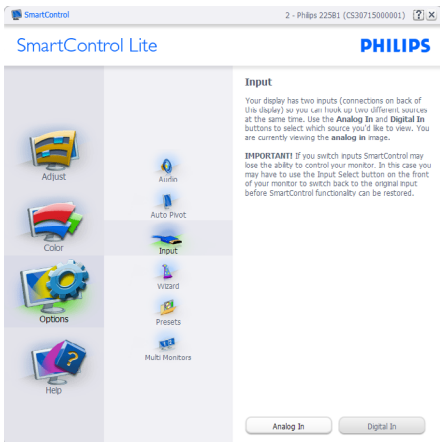 SmartControl
2 - Philips 225B1 (CS30715000001)
SmartControl Lite
PHILIPS
Adjust
Color
Options
Help
Audio
Auto Pivot
Input
Wizard
Presets
Multi Monitors
Input
Your display has two inputs (connections on back of
this display) so you can hook up two different sources
at the same time. Use the Analog In and Digital In
buttons to select which source you'd like to view. You
are currently viewing the analog in image.
IMPORTANT! If you switch inputs SmartControl may
lose the ability to control your monitor. In this case you
may have to use the Input Select button on the front
of your monitor to switch back to the original input
before SmartControl functionality can be restored.
Analog In
Digital In